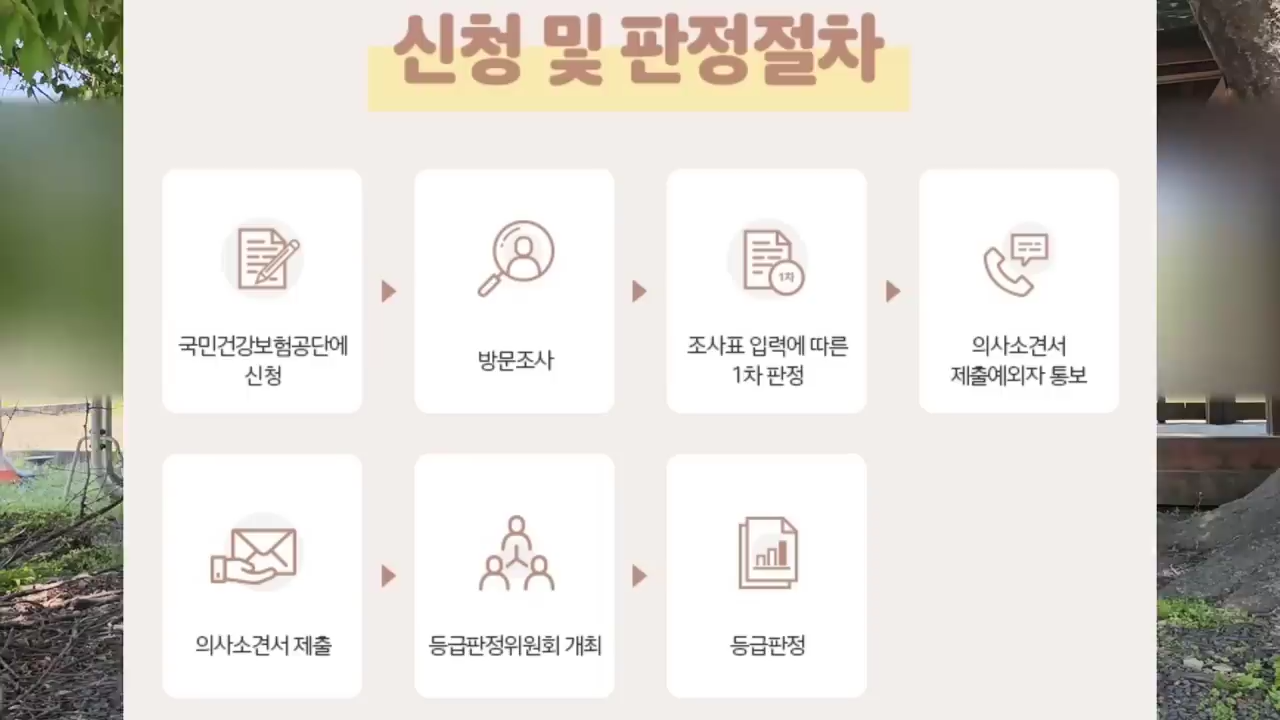 신청 및 판정절차
국민건강보험공단에
신청
방문조사
1차
조사표 입력에 따른
1차 판정
의사소견서
제출예외자 통보
의사소견서 제출
등급판정위원회 개최
등급판정